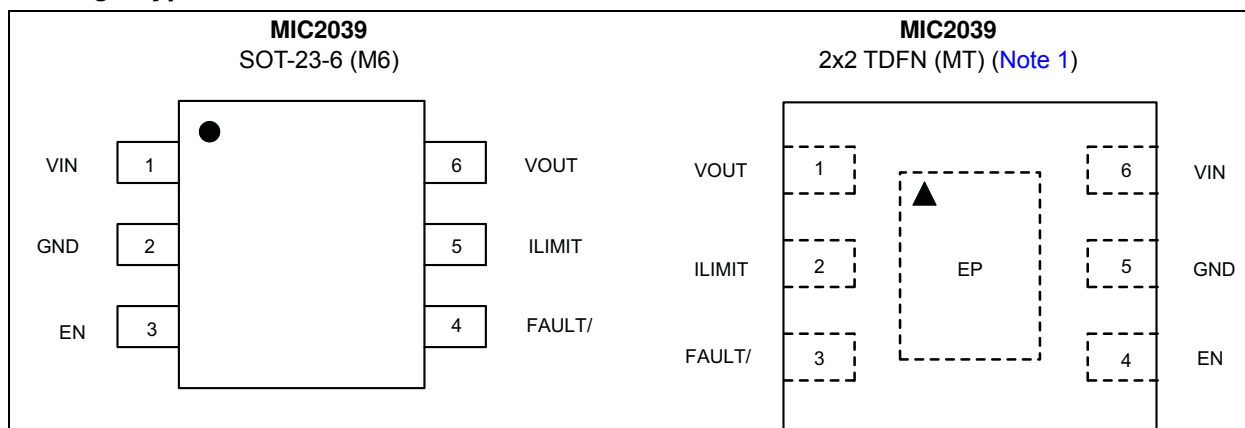 MIC2039
SOT-23-6 (M6)
VIN 1 6 VOUT
GND 2 5 ILIMIT
EN 3 4 FAULT/
MIC2039
2x2 TDFN (MT) (Note 1)
VOUT 1 6 VIN
ILIMIT 2 EP 5 GND
FAULT/ 3 4 EN